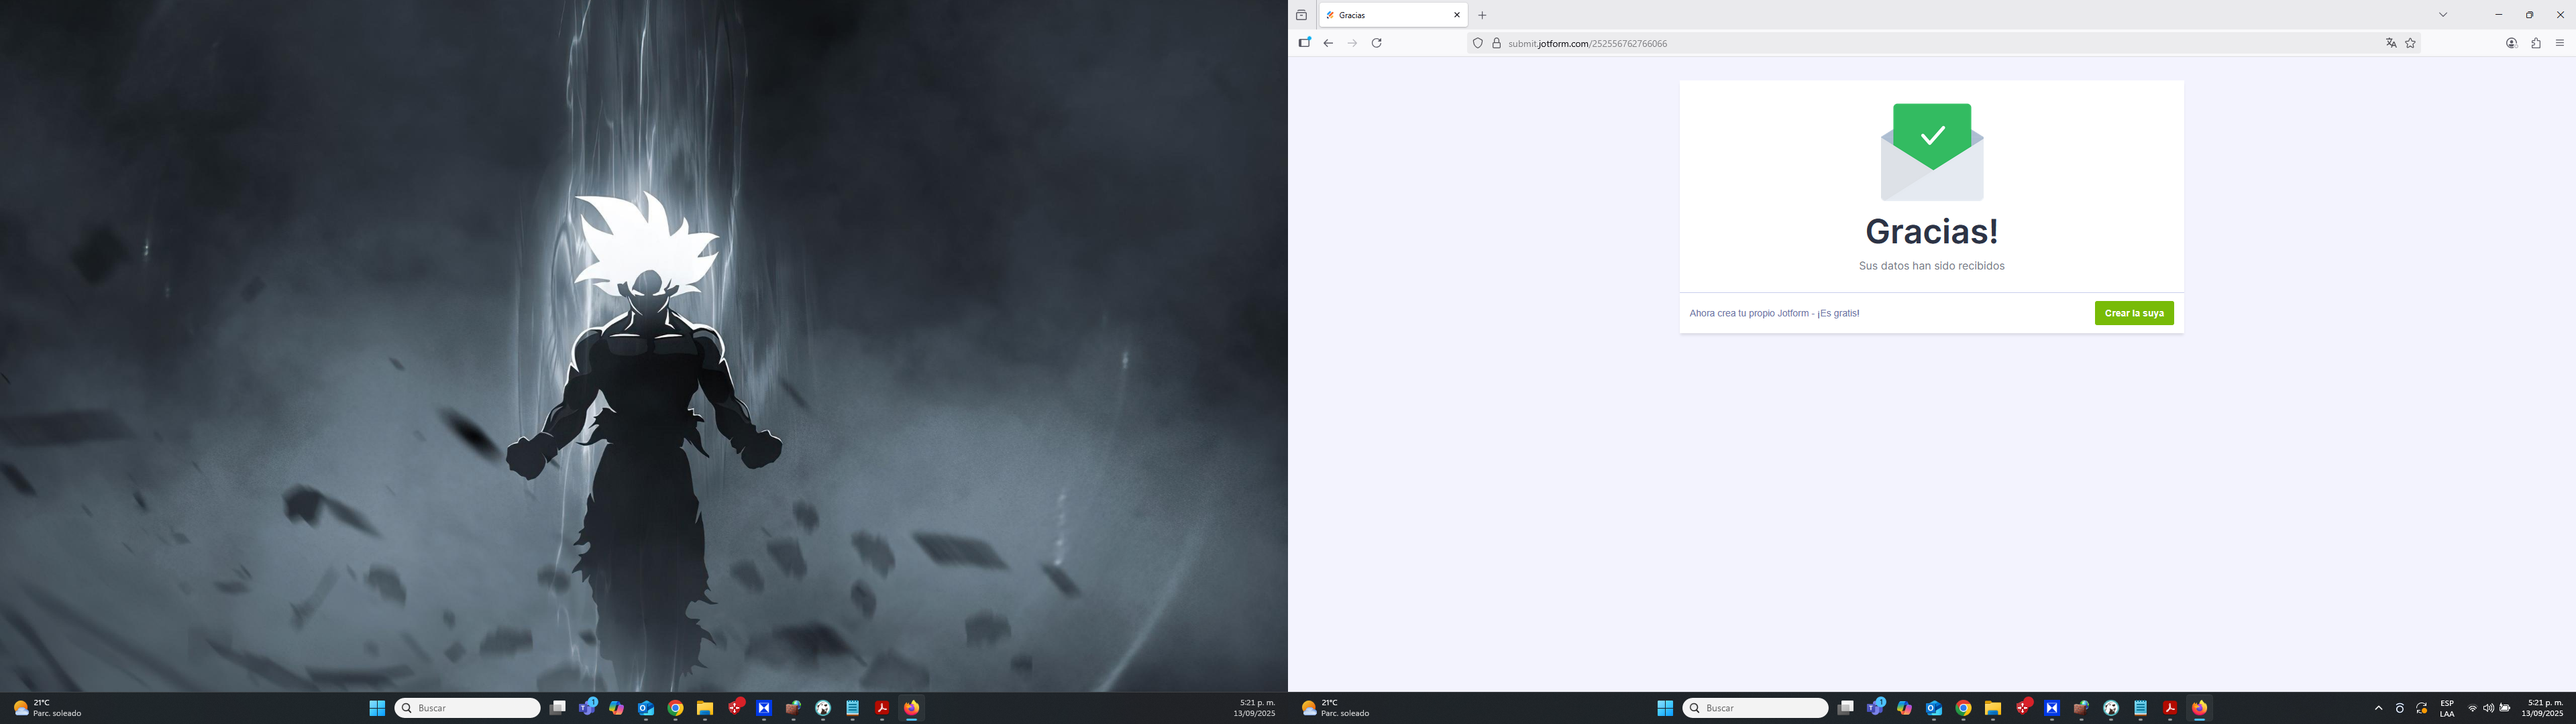 21°C
Parc. soleado
Buscar
1
5:21 p. m.
13/09/2025
Gracias
submit.jotform.com/252556762766066
Gracias!
Sus datos han sido recibidos
Ahora crea tu propio Jotform - ¡Es gratis!
Crear la suya
21°C
Parc. soleado
Buscar
1
ESP
LAA
5:21 p. m.
13/09/2025